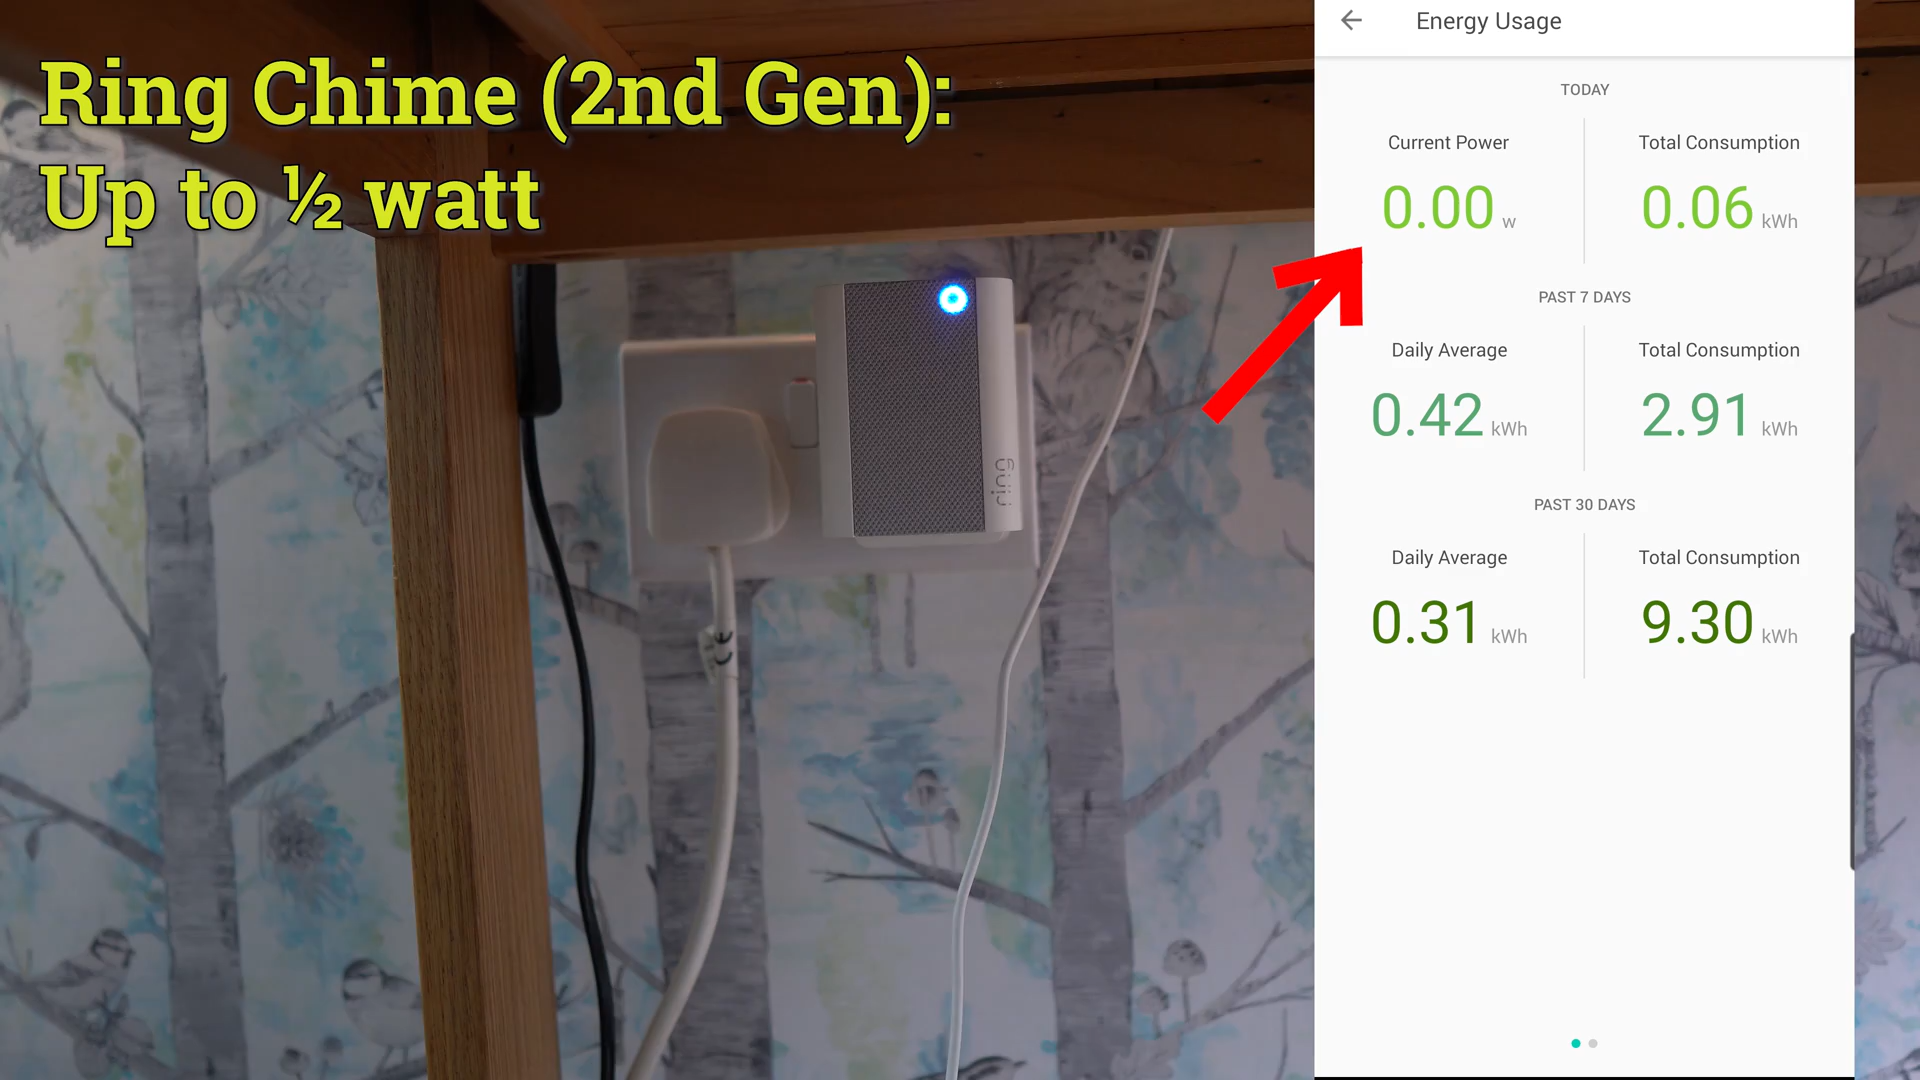 Ring Chime (2nd Gen):
Up to ½ watt
ring
CE
Energy Usage
TODAY
Current Power
0.00 w
Total Consumption
0.06 kWh
PAST 7 DAYS
Daily Average
0.42 kWh
Total Consumption
2.91 kWh
PAST 30 DAYS
Daily Average
0.31 kWh
Total Consumption
9.30 kWh